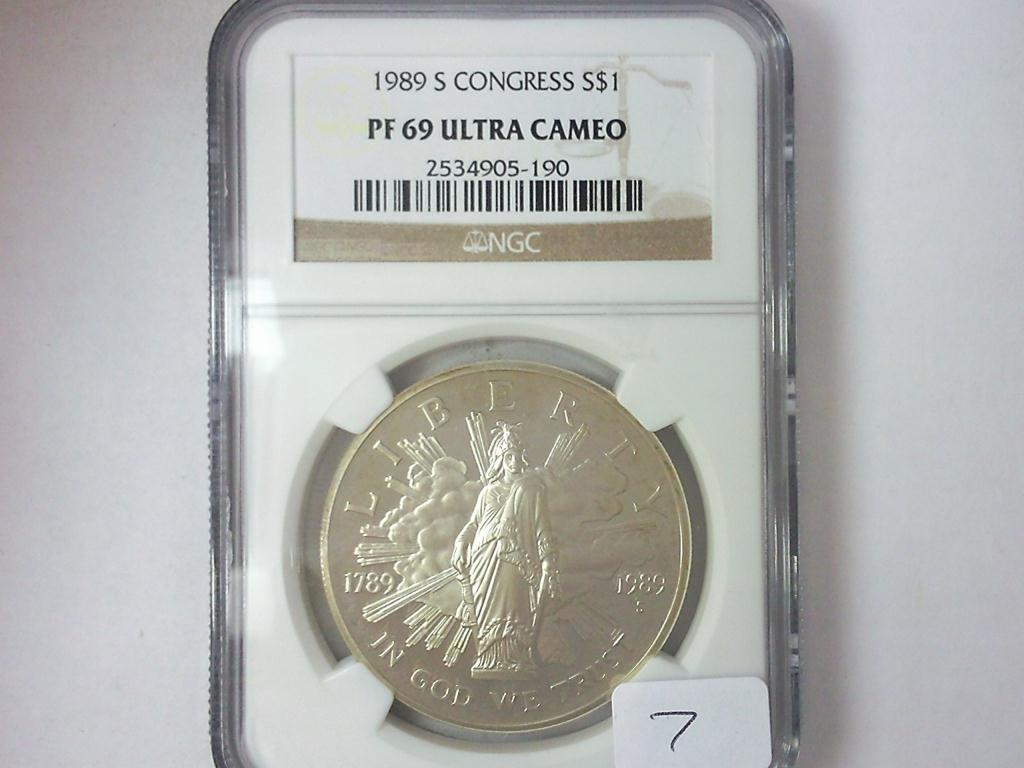 1989 S CONGRESS S$1
PF 69 ULTRA CAMEO
2534905-190
NGC
LIBERTY
1789 1989
S
IN GOD WE TRUST
7